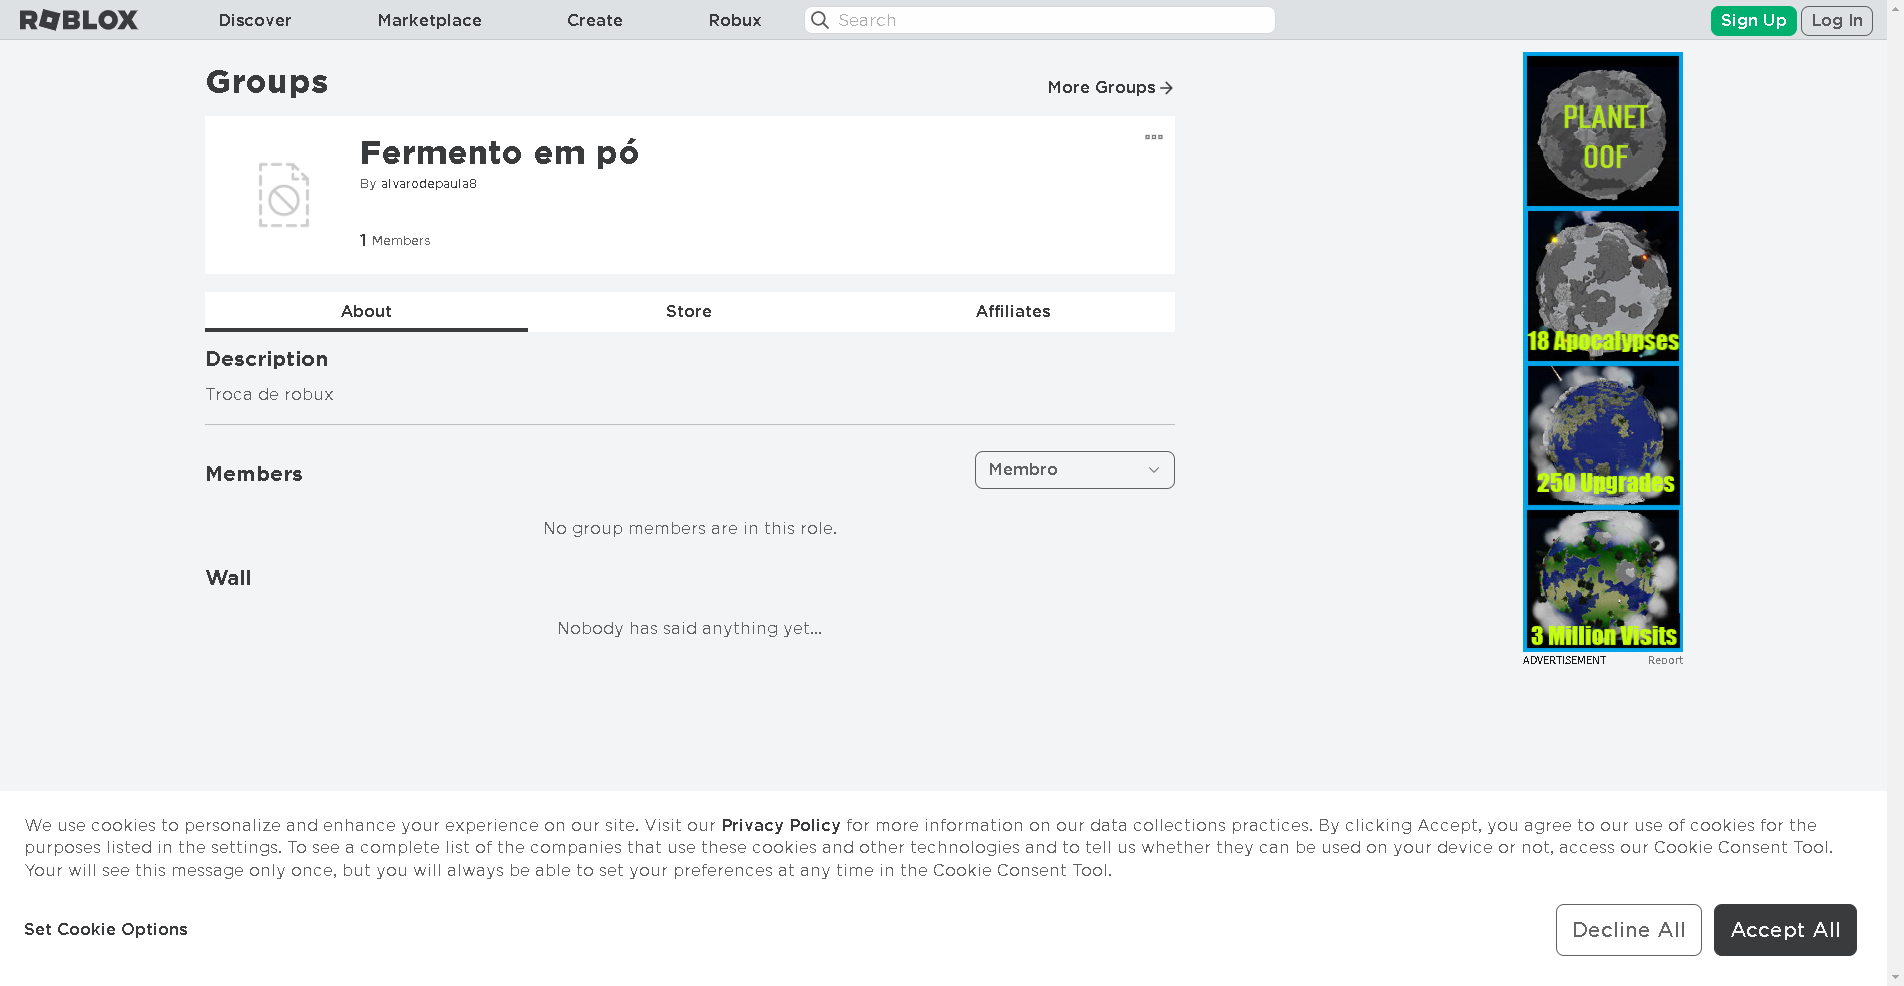 ROBLOX
Discover
Marketplace
Create
Robux
Search
Sign Up
Log In
Groups
More Groups
Fermento em pó
By alvarodepaula8
1 Members
About
Store
Affiliates
Description
Troca de robux
Members
Membro
No group members are in this role.
Wall
Nobody has said anything yet...
PLANET
OOF
18 Apocalypses
250 Upgrades
3 Million Visits
ADVERTISEMENT
Report
We use cookies to personalize and enhance your experience on our site. Visit our Privacy Policy for more information on our data collections practices. By clicking Accept, you agree to our use of cookies for the
purposes listed in the settings. To see a complete list of the companies that use these cookies and other technologies and to tell us whether they can be used on your device or not, access our Cookie Consent Tool.
Your will see this message only once, but you will always be able to set your preferences at any time in the Cookie Consent Tool.
Set Cookie Options
Decline All
Accept All